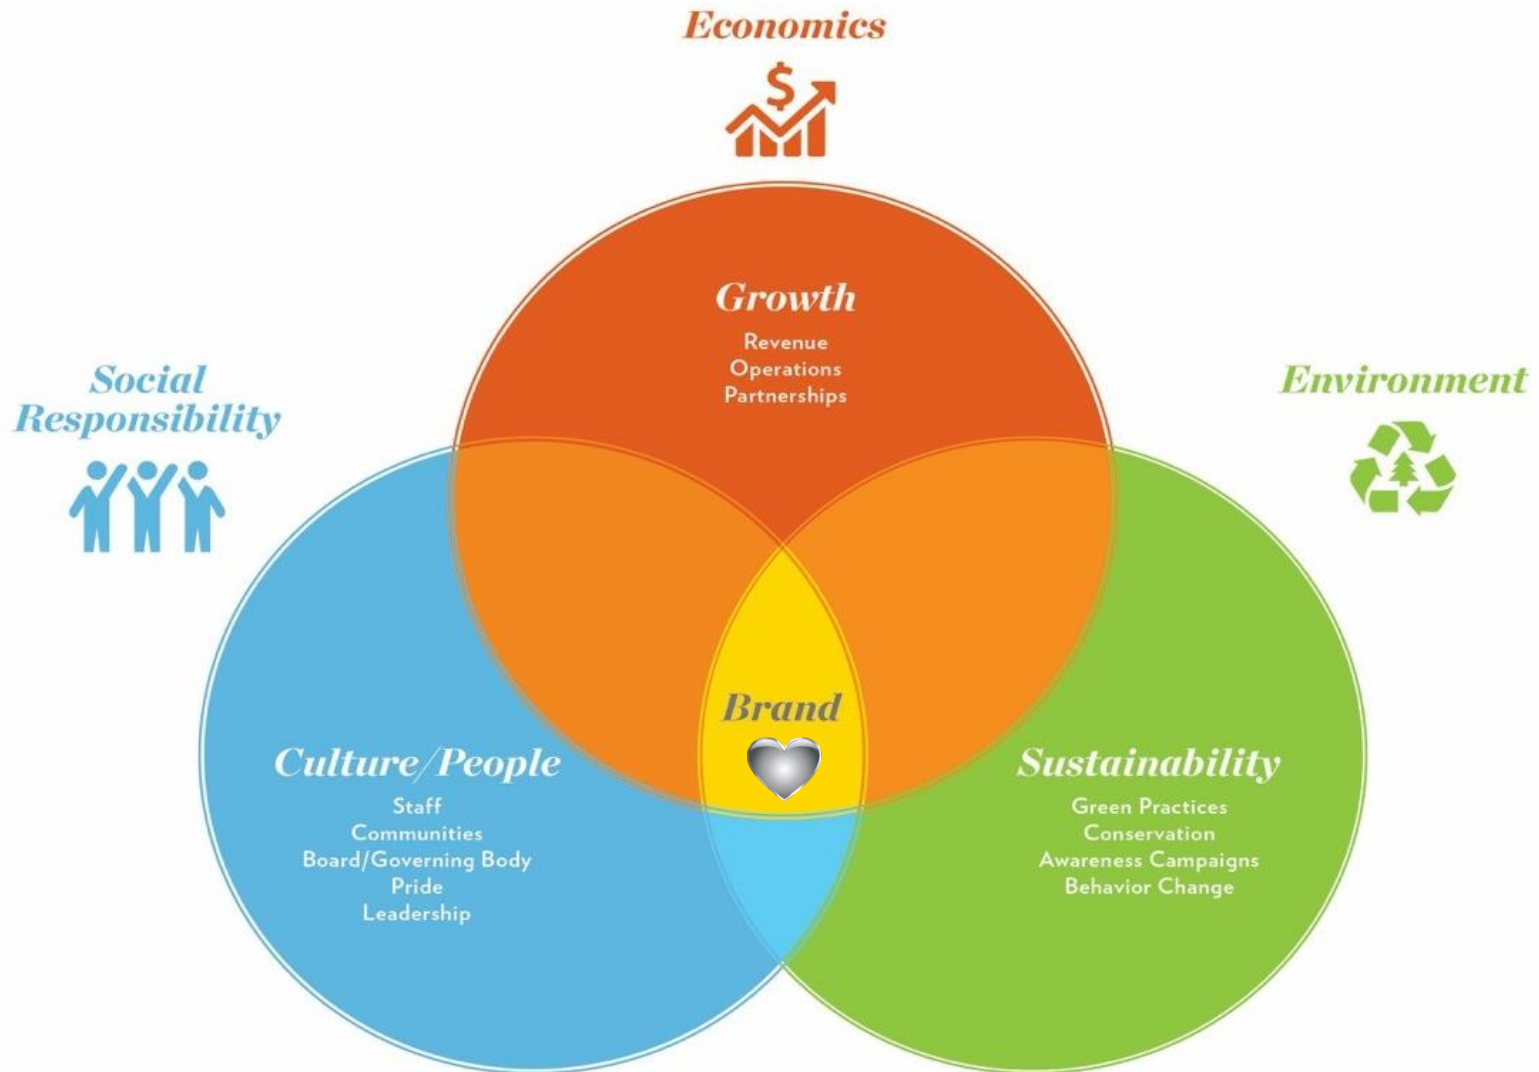 Economics
$
Growth
Revenue
Operations
Partnerships
Social
Responsibility
Environment
Brand
Culture/People
Staff
Communities
Board/Governing Body
Pride
Leadership
Sustainability
Green Practices
Conservation
Awareness Campaigns
Behavior Change